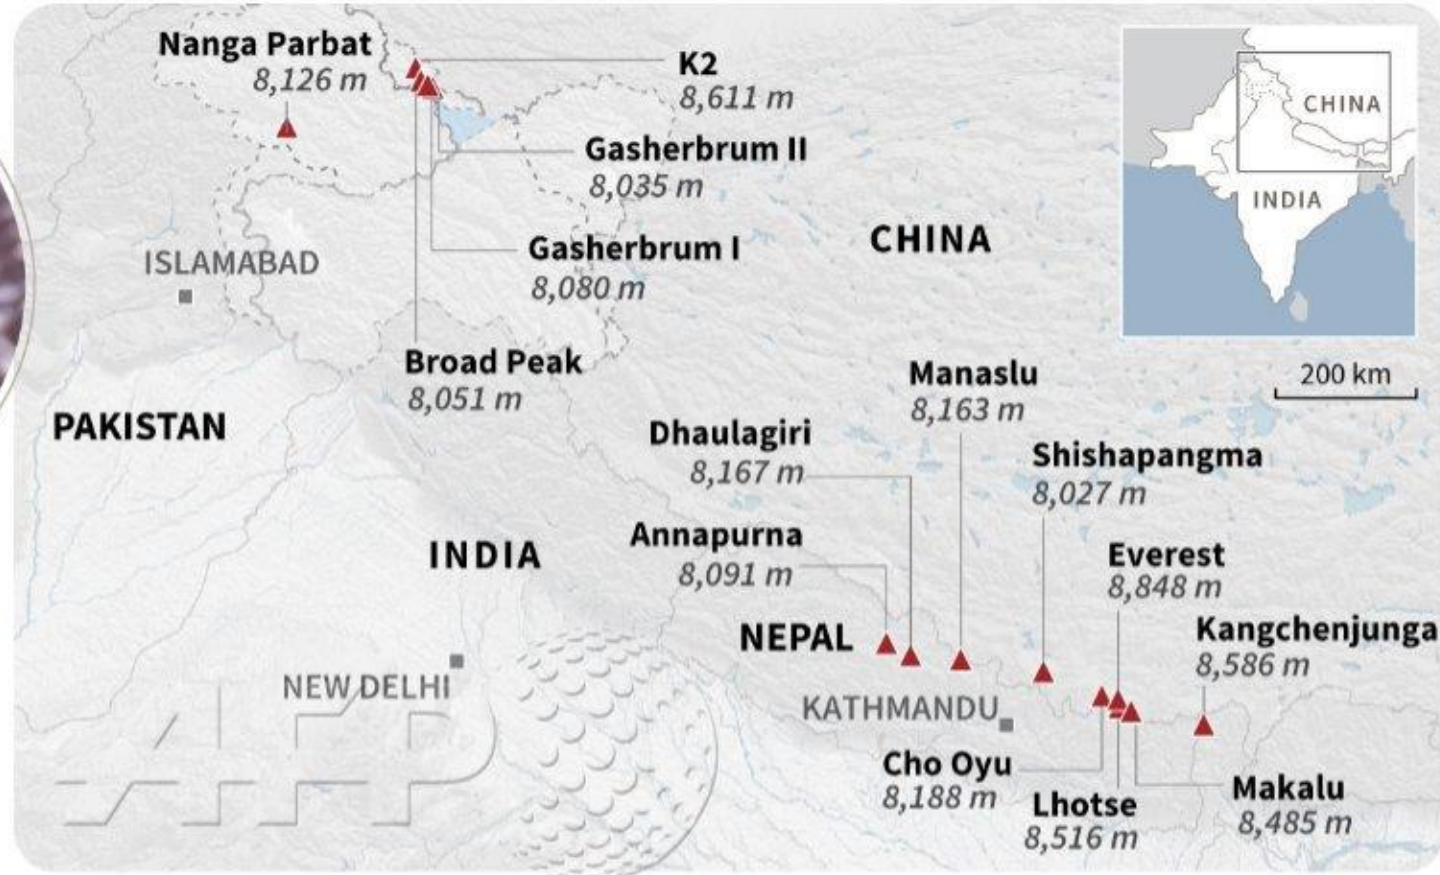 Nanga Parbat
8,126 m
K2
8,611 m
Gasherbrum II
8,035 m
Gasherbrum I
8,080 m
Broad Peak
8,051 m
ISLAMABAD
CHINA
CHINA
INDIA
200 km
PAKISTAN
Manaslu
8,163 m
Dhaulagiri
8,167 m
Shishapangma
8,027 m
Annapurna
8,091 m
INDIA
Everest
8,848 m
NEPAL
Kangchenjunga
8,586 m
NEW DELHI
KATHMANDU
Cho Oyu
8,188 m
Lhotse
8,516 m
Makalu
8,485 m
AFP